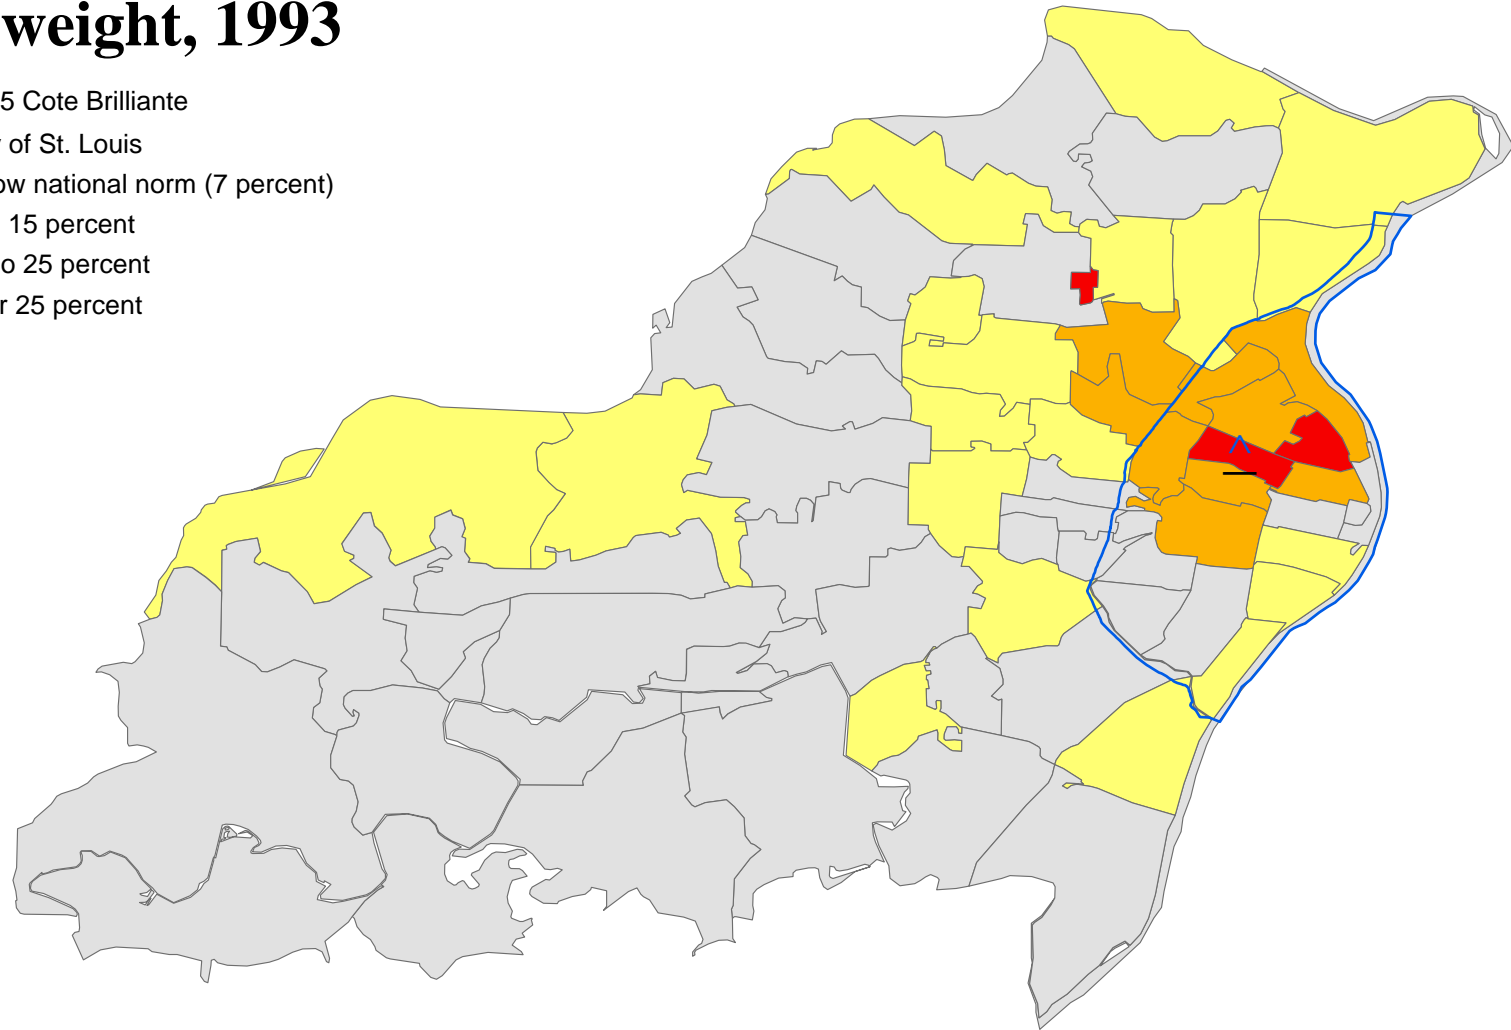 weight, 1993
5 Cote Brilliante
of St. Louis
ow national norm (7 percent)
15 percent
o 25 percent
r 25 percent